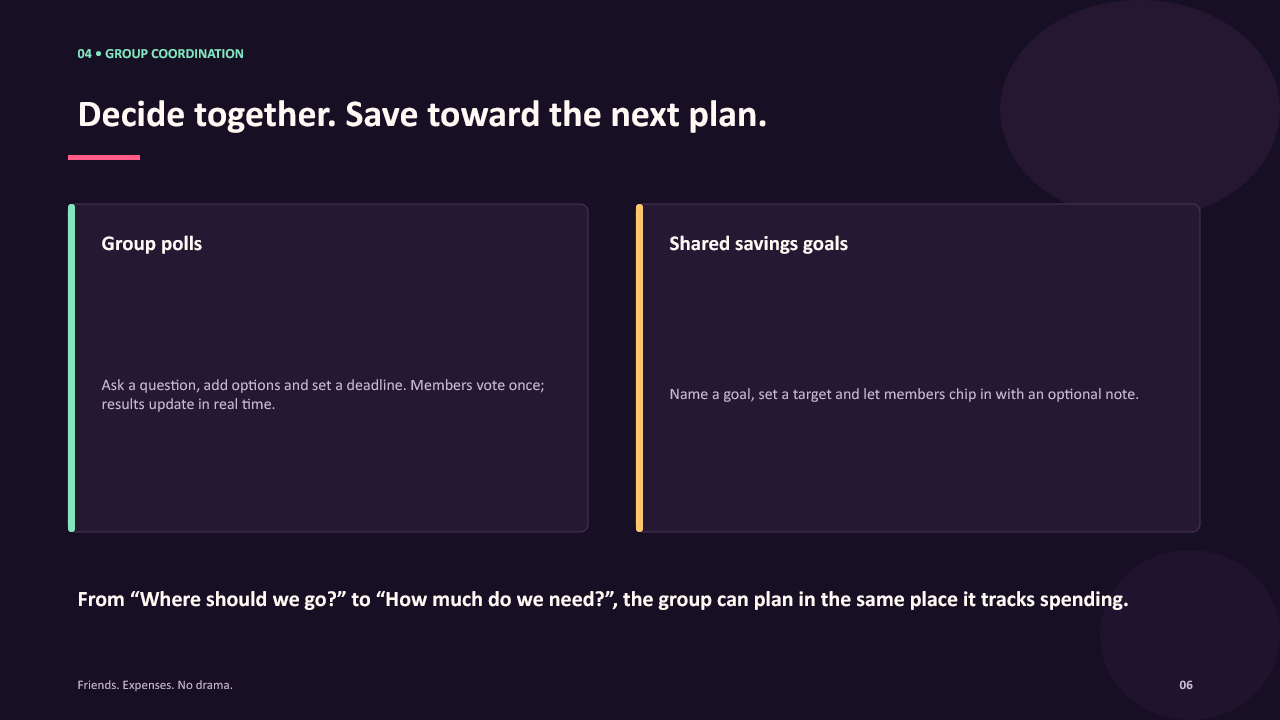 04 • GROUP COORDINATION
Decide together. Save toward the next plan.
Group polls
Ask a question, add options and set a deadline. Members vote once;
results update in real time.
Shared savings goals
Name a goal, set a target and let members chip in with an optional note.
From “Where should we go?” to “How much do we need?”, the group can plan in the same place it tracks spending.
Friends. Expenses. No drama.
06